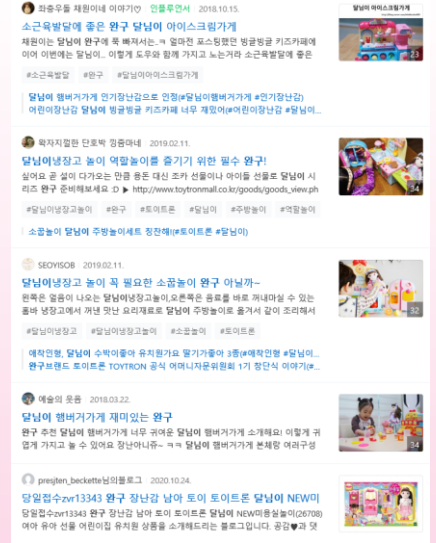 좌충우돌 채원이네 이야기♡ 인플루언서 · 2018.10.15.
소근육발달에 좋은 완구 달님이 아이스크림가게
채원이는 달님이 완구에 푹 빠져서는..ㅋ 얼마전 포스팅했던 빙글빙글 키즈카페에
이어 이번에는 달님이... 이렇게 도우와 함께 가지고 노는거라 소근육발달에 좋은
#소근육발달 #완구 #달님이아이스크림가게
달님이 햄버거가게 인기장난감으로 인정(#달님이햄버거가게 #인기장난감)
어린이장난감 달님이 빙글빙글 키즈카페 너무 재밌어(#어린이장난감 #달님이...
23
왁자지껄한 단호박 낑줌마네 · 2019.02.11.
달님이냉장고 놀이 역할놀이를 즐기기 위한 필수 완구!
싶어요 곧 설이 다가오는 만큼 용돈 대신 조카 선물이나 아이들 선물로 달님이 시
리즈 완구 준비해보세요 :D ▶ http://www.toytronmall.co.kr/goods/goods_view.ph
#달님이냉장고놀이 #완구 #토이트론 #달님이 #주방놀이 #역할놀이
소꿉놀이 달님이 주방놀이세트 칭찬해!(#토이트론 #달님이)
34
SEOYISOB · 2019.02.11.
달님이냉장고 놀이 꼭 필요한 소꿉놀이 완구 아닐까~
왼쪽은 얼음이 나오는 달님이냉장고놀이,오른쪽은 음료를 바로 꺼내마실 수 있는
홈바 냉장고에서 꺼낸 맛난 요리재료로 달님이 주방놀이로 옮겨서 같이 조리해서
#달님이냉장고 #달님이냉장고놀이 #소꿉놀이 #토이트론
애착인형, 달님이 수박이좋아 유치원가요 딸기가좋아 3종(#애착인형 #달님이...
완구브랜드 토이트론 TOYTRON 공식 어머니자문위원회 1기 창단식 이야기(#...
32
예술의 웃음 · 2018.03.22.
달님이 햄버거가게 재미있는 완구
완구 추천 달님이 햄버거가게 너무 귀여운 달님이 햄버거가게 소개해요! 이렇게 귀
엽게 가지고 놀 수 있어요 장난아니쥬~ ㅋㅋ 달님이 햄버거가게 본체랑 여러구성
34
presjten_beckette님의블로그 · 2020.10.24.
당일접수zvr13343 완구 장난감 남아 토이 토이트론 달님이 NEW미
당일접수zvr13343 완구 장난감 남아 토이 토이트론 달님이 NEW미용실놀이(26708)
여아 유아 선물 어린이집 유치원 상품을 소개해드리는 블로그입니다. 공감♥과 댓